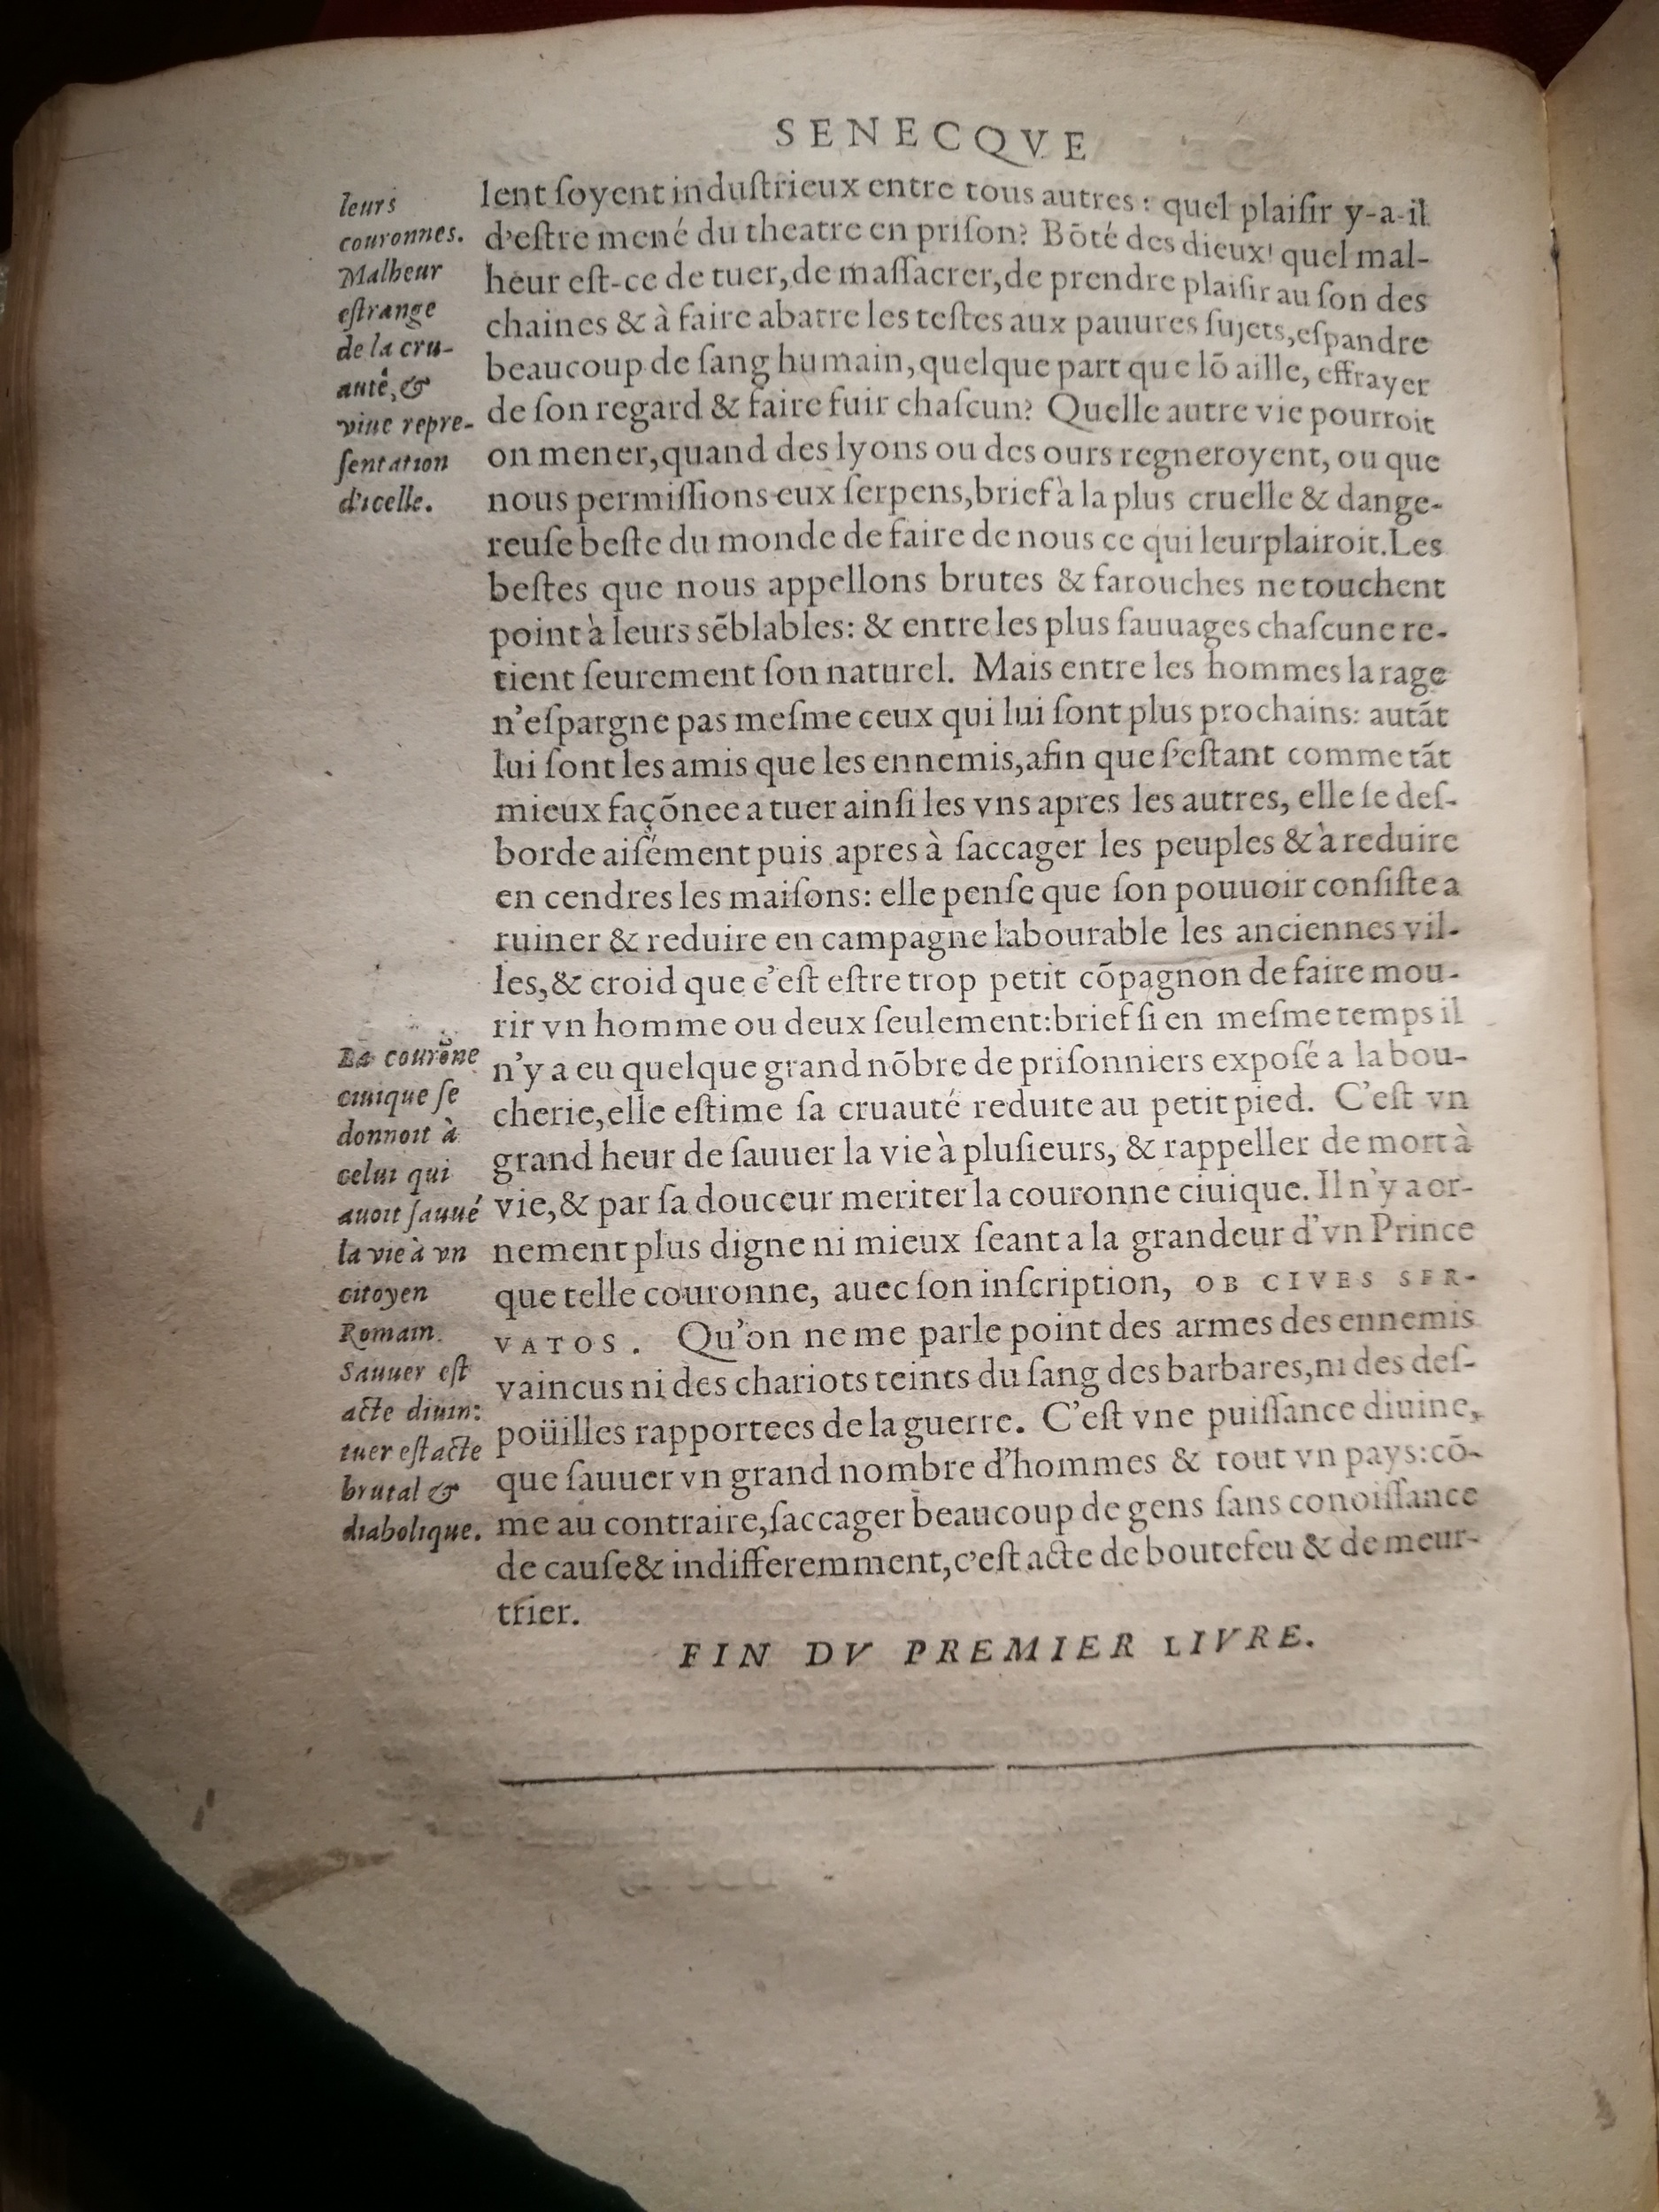 SENECQVE
leurs
couronnes.
Malheur
eſtrange
de la cru-
auté, &
viue repre-
ſentation
d'icelle.
lent ſoyent induſtrieux entre tous autres : quel plaiſir y-a-il
d'eſtre mené du theatre en priſon? Bōté des dieux! quel mal-
heur eſt-ce de tuer, de maſſacrer, de prendre plaiſir au ſon des
chaines & à faire abatre les teſtes aux pauures ſujets, eſpandre
beaucoup de ſang humain, quelque part que lō aille, effrayer
de ſon regard & faire fuir chaſcun? Quelle autre vie pourroit
on mener, quand des lyons ou des ours regneroyent, ou que
nous permiſſions eux ſerpens, brief à la plus cruelle & dange-
reuſe beſte du monde de faire de nous ce qui leur plairoit. Les
beſtes que nous appellons brutes & farouches ne touchent
point à leurs sēblables: & entre les plus ſauuages chaſcune re-
tient ſeurement ſon naturel. Mais entre les hommes la rage
n'eſpargne pas meſme ceux qui lui ſont plus prochains: autāt
lui ſont les amis que les ennemis, afin que ſ'eſtant comme tāt
mieux façōnee a tuer ainſi les vns apres les autres, elle ſe deſ-
borde aiſément puis apres à ſaccager les peuples & à reduire
en cendres les maiſons: elle penſe que ſon pouuoir conſiſte a
ruiner & reduire en campagne labourable les anciennes vil-
les, & croid que c'eſt eſtre trop petit cōpagnon de faire mou-
rir vn homme ou deux ſeulement: brief ſi en meſme temps il
n'y a eu quelque grand nōbre de priſonniers expoſé a la bou-
cherie, elle eſtime ſa cruauté reduite au petit pied. C'eſt vn
grand heur de ſauuer la vie à pluſieurs, & rappeller de mort à
vie, & par ſa douceur meriter la couronne ciuique. Il n'y a or-
nement plus digne ni mieux ſeant a la grandeur d'vn Prince
que telle couronne, auec ſon inſcription, OB CIVES SER-
VATOS. Qu'on ne me parle point des armes des ennemis
vaincus ni des chariots teints du ſang des barbares, ni des deſ-
poüilles rapportees de la guerre. C'eſt vne puiſſance diuine,
que ſauuer vn grand nombre d'hommes & tout vn pays: cō-
me au contraire, ſaccager beaucoup de gens ſans conoiſſance
de cauſe & indifferemment, c'eſt acte de boutefeu & de meur-
trier.
La courōne
ciuique ſe
donnoit à
celui qui
auoit ſauué
la vie à vn
citoyen
Romain.
Sauuer eſt
acte diuin:
tuer eſt acte
brutal &
diabolique.
FIN DV PREMIER LIVRE.